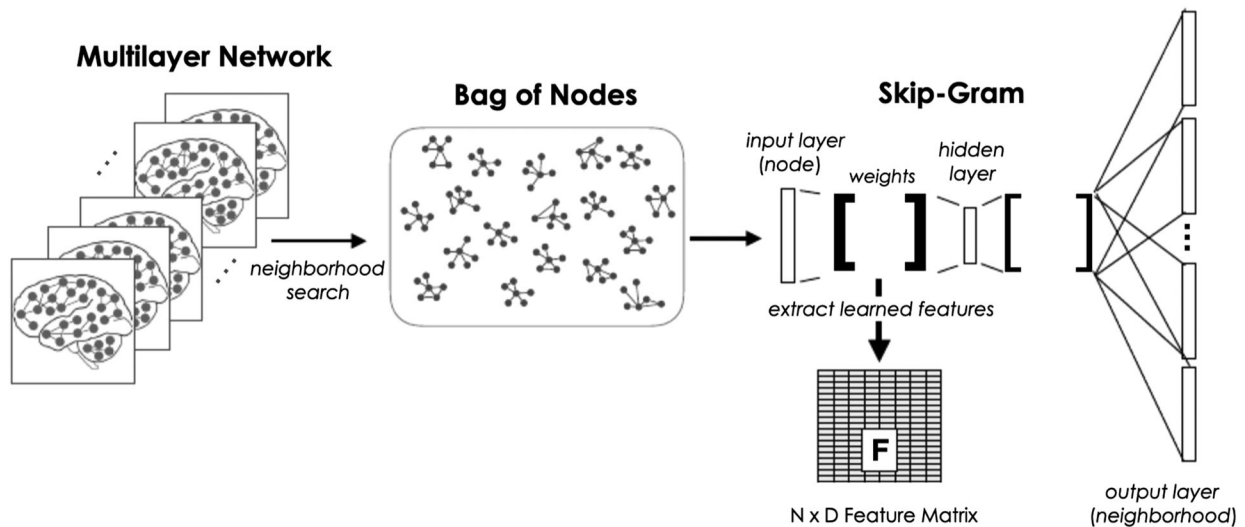 Multilayer Network
neighborhood
search
Bag of Nodes
Skip-Gram
input layer
(node)
weights
hidden
layer
extract learned features
F
N x D Feature Matrix
output layer
(neighborhood)